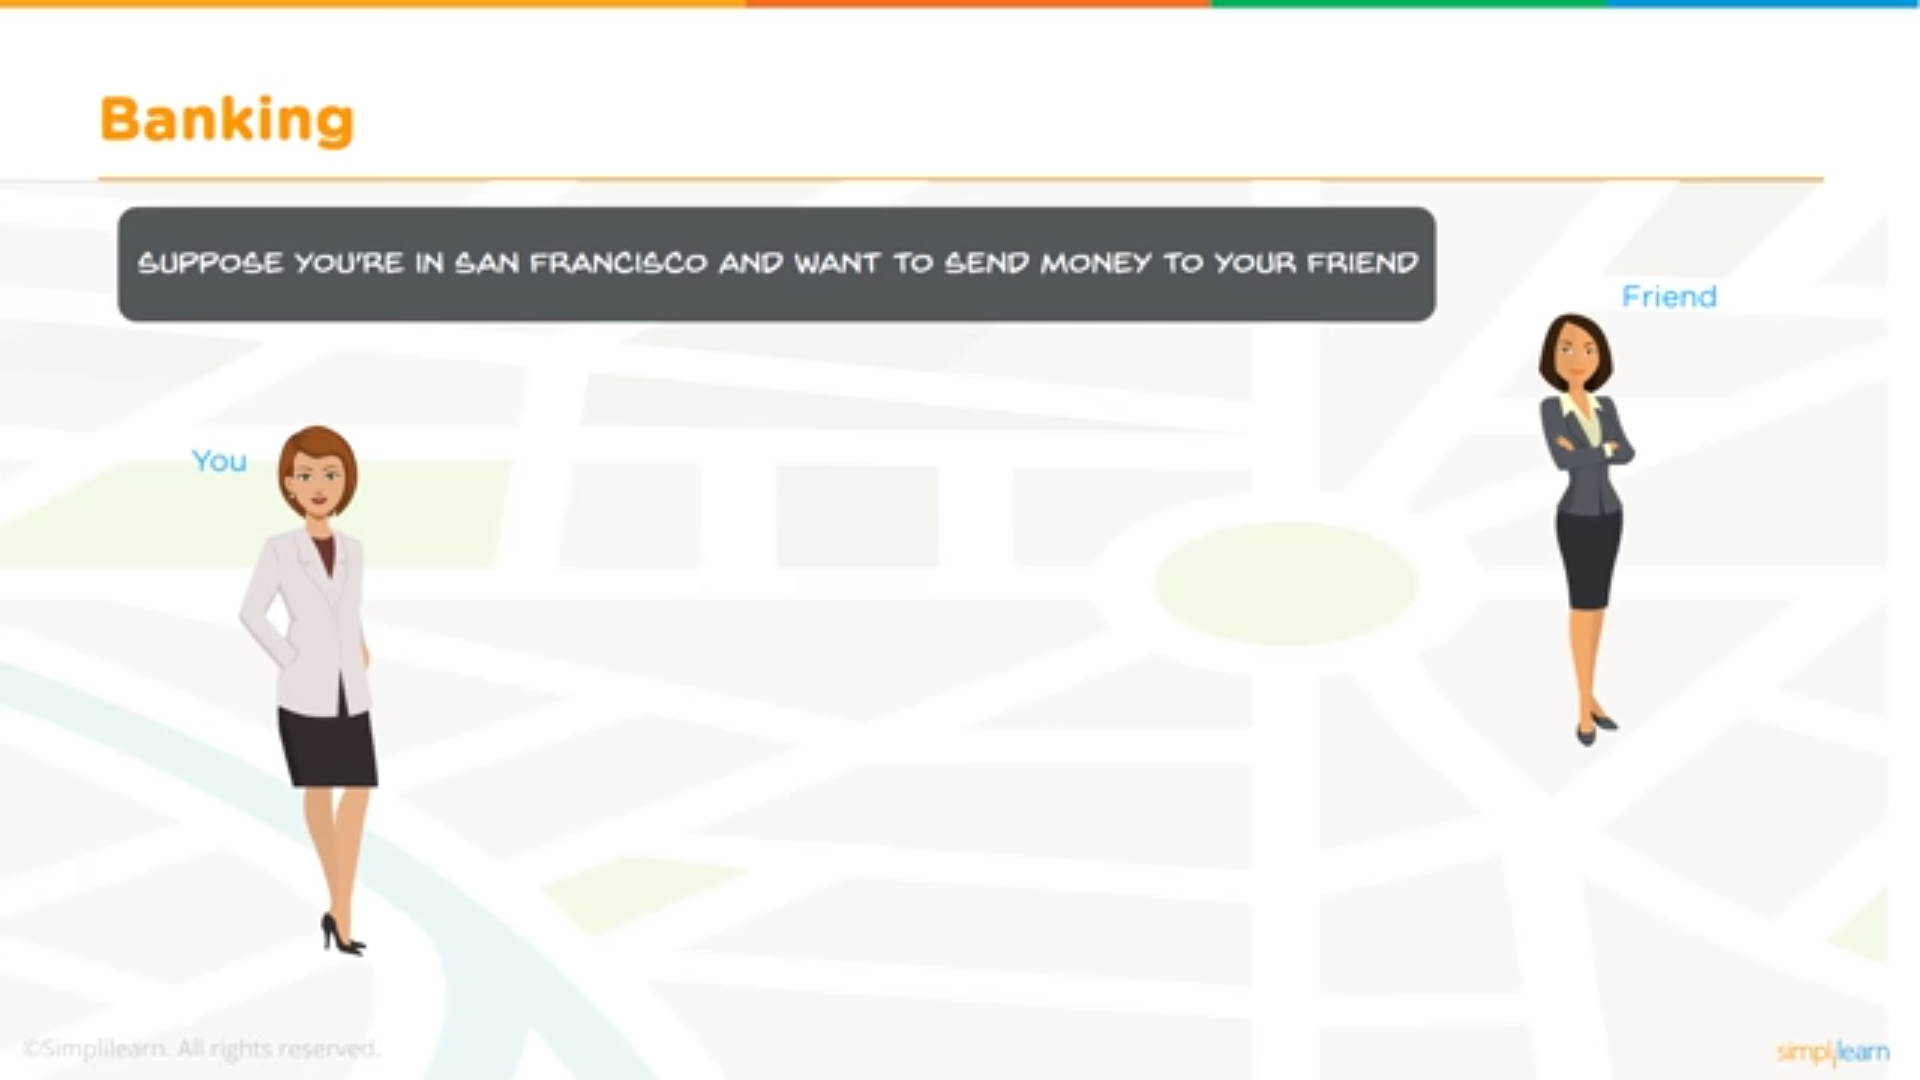 Banking
SUPPOSE YOU'RE IN SAN FRANCISCO AND WANT TO SEND MONEY TO YOUR FRIEND
Friend
You
©Simplilearn. All rights reserved.
simplilearn